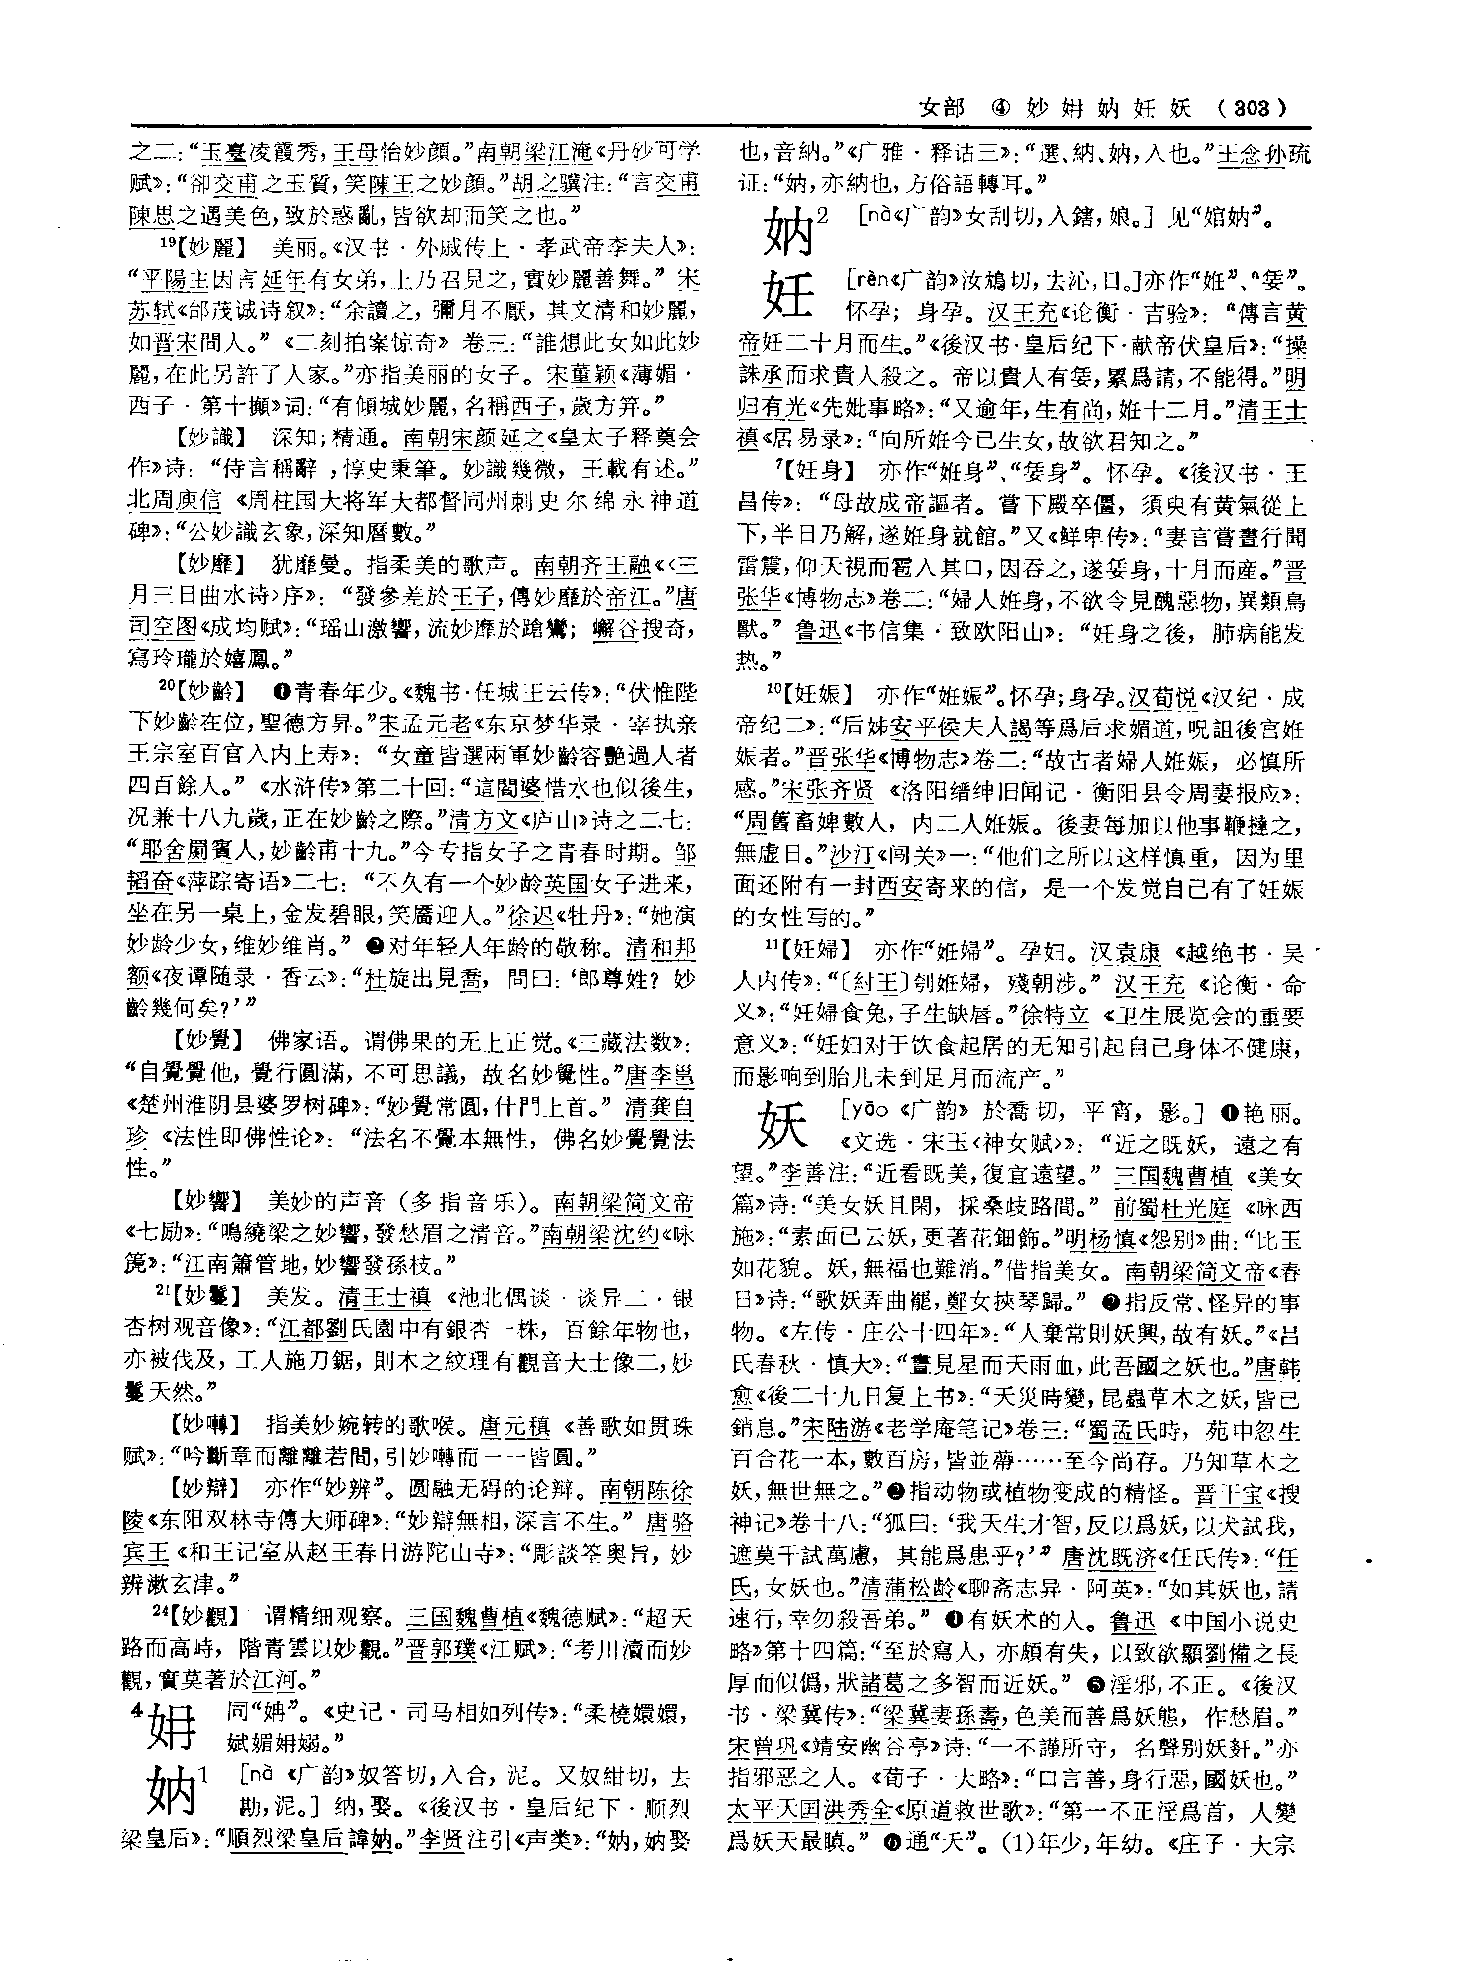 女部 ④ 妙姌妠妊妖 (303)
之二：“玉臺凌霞秀，王母怡妙顔。”南朝梁江淹《丹砂可学
赋》：“卻交甫之玉質，笑陳王之妙顔。”胡之骥注：“言交甫
陳思之遇美色，致於惑亂，皆欲却而笑之也。”
19【妙麗】 美丽。《汉书·外戚传上·孝武帝李夫人》：
“平陽主因言延年有女弟，上乃召見之，實妙麗善舞。” 宋
苏轼《邰茂诚诗叙》：“余讀之，彌月不厭，其文清和妙麗，
如晋宋間人。” 《二刻拍案惊奇》 卷三：“誰想此女如此妙
麗，在此另許了人家。”亦指美丽的女子。宋董颖《薄媚·
西子·第十攧》词：“有傾城妙麗，名稱西子，歲方笄。”
【妙識】 深知；精通。南朝宋颜延之《皇太子释奠会
作》诗：“侍言稱辭，惇史秉筆。妙識幾微，王載有述。”
北周庾信 《周柱国大将军大都督同州刺史尔绵永神道
碑》：“公妙識玄象，深知曆數。”
【妙靡】 犹靡曼。指柔美的歌声。南朝齐王融《〈三
月三日曲水诗〉序》：“發參差於王子，傳妙靡於帝江。”唐
司空图《成均赋》：“瑶山激響，流妙靡於蹌鸞；嶰谷搜奇，
寫玲瓏於嬉鳳。”
20【妙齡】 ❶青春年少。《魏书·任城王云传》：“伏惟陛
下妙齡在位，聖德方昇。”宋孟元老《东京梦华录·宰执亲
王宗室百官入内上寿》：“女童皆選兩軍妙齡容艷過人者
四百餘人。” 《水浒传》第二十回：“這閻婆惜水也似後生，
况兼十八九歲，正在妙齡之際。”清方文《庐山》诗之二七：
“耶舍罽賓人，妙齡甫十九。”今专指女子之青春时期。邹
韬奋《萍踪寄语》二七：“不久有一个妙龄英国女子进来，
坐在另一桌上，金发碧眼，笑靥迎人。”徐迟《牡丹》：“她演
妙龄少女，维妙维肖。” ❷对年轻人年龄的敬称。清和邦
额《夜谭随录·香云》：“杜旋出見喬，問曰：‘郎尊姓？妙
齡幾何矣？’”
【妙覺】 佛家语。谓佛果的无上正觉。《三藏法数》：
“自覺覺他，覺行圓滿，不可思議，故名妙覺性。”唐李邕
《楚州淮阴县婆罗树碑》：“妙覺常圓，什門上首。” 清龚自
珍 《法性即佛性论》：“法名不覺本無性，佛名妙覺覺法
性。”
【妙響】 美妙的声音（多指音乐）。南朝梁简文帝
《七励》：“鳴繞梁之妙響，發愁眉之清音。”南朝梁沈约《咏
篪》：“江南簫管地，妙響發孫枝。”
21【妙鬘】 美发。清王士禛 《池北偶谈·谈异二·银
杏树观音像》：“江都劉氏園中有銀杏一株，百餘年物也，
亦被伐及，工人施刀鋸，則木之紋理有觀音大士像二，妙
鬘天然。”
【妙囀】 指美妙婉转的歌喉。唐元稹 《善歌如贯珠
赋》：“吟斷章而離離若間，引妙囀而一一皆圓。”
【妙辯】 亦作“妙辨”。圆融无碍的论辩。南朝陈徐
陵《东阳双林寺傅大师碑》：“妙辯無相，深言不生。” 唐骆
宾王《和王记室从赵王春日游陀山寺》：“彫談筌奥旨，妙
辨漱玄津。”
24【妙觀】 谓精细观察。三国魏曹植《魏德赋》：“超天
路而高峙，階青雲以妙觀。”晋郭璞《江赋》：“考川瀆而妙
觀，實莫著於江河。”
4姌 同“姌”。《史记·司马相如列传》：“柔橈嬛嬛，
斌媚姌嫋。”
妠1 [nà 《广韵》奴答切，入合，泥。又奴紺切，去
勘，泥。] 纳，娶。《後汉书·皇后纪下·顺烈
梁皇后》：“順烈梁皇后諱妠。”李贤注引《声类》：“妠，妠娶
也，音納。”《广雅·释诂三》：“選、納、妠，入也。”王念孙疏
证：“妠，亦納也，方俗語轉耳。”
妠2 [nà《广韵》女刮切，入鎋，娘。] 见“婠妠”。
妊 [rèn《广韵》汝鴆切，去沁，日。]亦作“姙”、“㛛”。
怀孕；身孕。汉王充《论衡·吉验》：“傳言黄
帝妊二十月而生。”《後汉书·皇后纪下·献帝伏皇后》：“操
誅承而求貴人殺之。帝以貴人有㛛，累爲請，不能得。”明
归有光《先妣事略》：“又逾年，生有尚，姙十二月。”清王士
禛《居易录》：“向所姙今已生女，故欲君知之。”
7【妊身】 亦作“姙身”、“㛛身”。怀孕。《後汉书·王
昌传》：“母故成帝謳者。嘗下殿卒僵，須臾有黄氣從上
下，半日乃解，遂姙身就館。”又《鲜卑传》：“妻言嘗晝行聞
雷震，仰天視而雹入其口，因吞之，遂㛛身，十月而産。”晋
张华《博物志》卷二：“婦人姙身，不欲令見醜惡物，異類鳥
獸。” 鲁迅《书信集·致欧阳山》：“妊身之後，肺病能发
热。”
10【妊娠】 亦作“姙娠”。怀孕；身孕。汉荀悦《汉纪·成
帝纪二》：“后姊安平侯夫人謁等爲后求媚道，呪詛後宫姙
娠者。”晋张华《博物志》卷二：“故古者婦人姙娠，必慎所
感。”宋张齐贤 《洛阳缙绅旧闻记·衡阳县令周妻报应》：
“周舊畜婢數人，内二人姙娠。後妻每加以他事鞭撻之，
無虚日。”沙汀《闯关》一：“他们之所以这样慎重，因为里
面还附有一封西安寄来的信，是一个发觉自己有了妊娠
的女性写的。”
11【妊婦】 亦作“姙婦”。孕妇。汉袁康 《越绝书·吴
人内传》：“〔紂王〕刳姙婦，殘朝涉。” 汉王充 《论衡·命
义》：“妊婦食兔，子生缺唇。”徐特立 《卫生展览会的重要
意义》：“妊妇对于饮食起居的无知引起自己身体不健康，
而影响到胎儿未到足月而流产。”
妖 [yāo 《广韵》 於喬切，平宵，影。] ❶艳丽。
《文选·宋玉〈神女赋〉》：“近之既妖，遠之有
望。”李善注：“近看既美，復宜遠望。” 三国魏曹植 《美女
篇》诗：“美女妖且閑，採桑歧路間。” 前蜀杜光庭 《咏西
施》：“素面已云妖，更著花鈿飾。”明杨慎《怨别》曲：“比玉
如花貌。妖，無福也難消。”借指美女。南朝梁简文帝《春
日》诗：“歌妖弄曲罷，鄭女挾琴歸。” ❷指反常、怪异的事
物。《左传·庄公十四年》：“人棄常則妖興，故有妖。”《吕
氏春秋·慎大》：“晝見星而天雨血，此吾國之妖也。”唐韩
愈《後二十九日复上书》：“天災時變，昆蟲草木之妖，皆已
銷息。”宋陆游《老学庵笔记》卷三：“蜀孟氏時，苑中忽生
百合花一本，數百房，皆並蔕……至今尚存。乃知草木之
妖，無世無之。”❸指动物或植物变成的精怪。晋干宝《搜
神记》卷十八：“狐曰：‘我天生才智，反以爲妖，以犬試我，
遮莫千試萬慮，其能爲患乎？’” 唐沈既济《任氏传》：“任
氏，女妖也。”清蒲松龄《聊斋志异·阿英》：“如其妖也，請
速行，幸勿殺吾弟。” ❹有妖术的人。鲁迅 《中国小说史
略》第十四篇：“至於寫人，亦頗有失，以致欲顯劉備之長
厚而似僞，狀諸葛之多智而近妖。” ❺淫邪，不正。《後汉
书·梁冀传》：“梁冀妻孫壽，色美而善爲妖態，作愁眉。”
宋曾巩《靖安幽谷亭》诗：“一不謹所守，名聲别妖姧。”亦
指邪恶之人。《荀子·大略》：“口言善，身行惡，國妖也。”
太平天囯洪秀全《原道救世歌》：“第一不正淫爲首，人變
爲妖天最瞋。” ❻通“夭”。(1)年少，年幼。《庄子·大宗